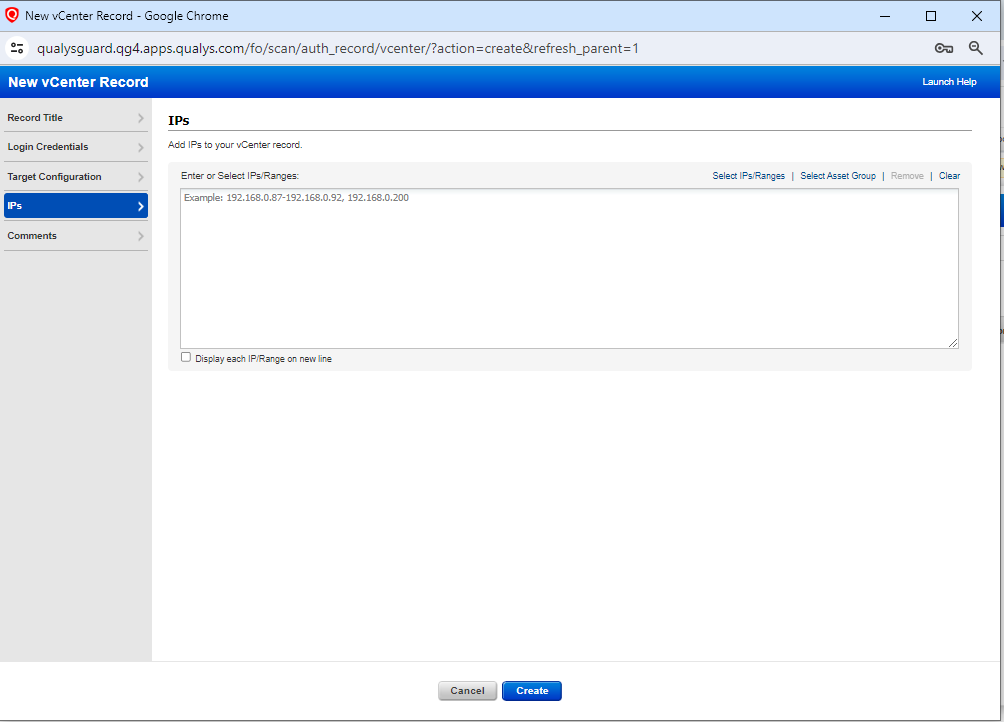 New vCenter Record - Google Chrome
qualysguard.qg4.apps.qualys.com/fo/scan/auth_record/vcenter/?action=create&refresh_parent=1
New vCenter Record
Launch Help
Record Title
Login Credentials
Target Configuration
IPs
Comments
IPs
Add IPs to your vCenter record.
Enter or Select IPs/Ranges:
Select IPs/Ranges | Select Asset Group | Remove | Clear
Example: 192.168.0.87-192.168.0.92, 192.168.0.200
Display each IP/Range on new line
Cancel
Create